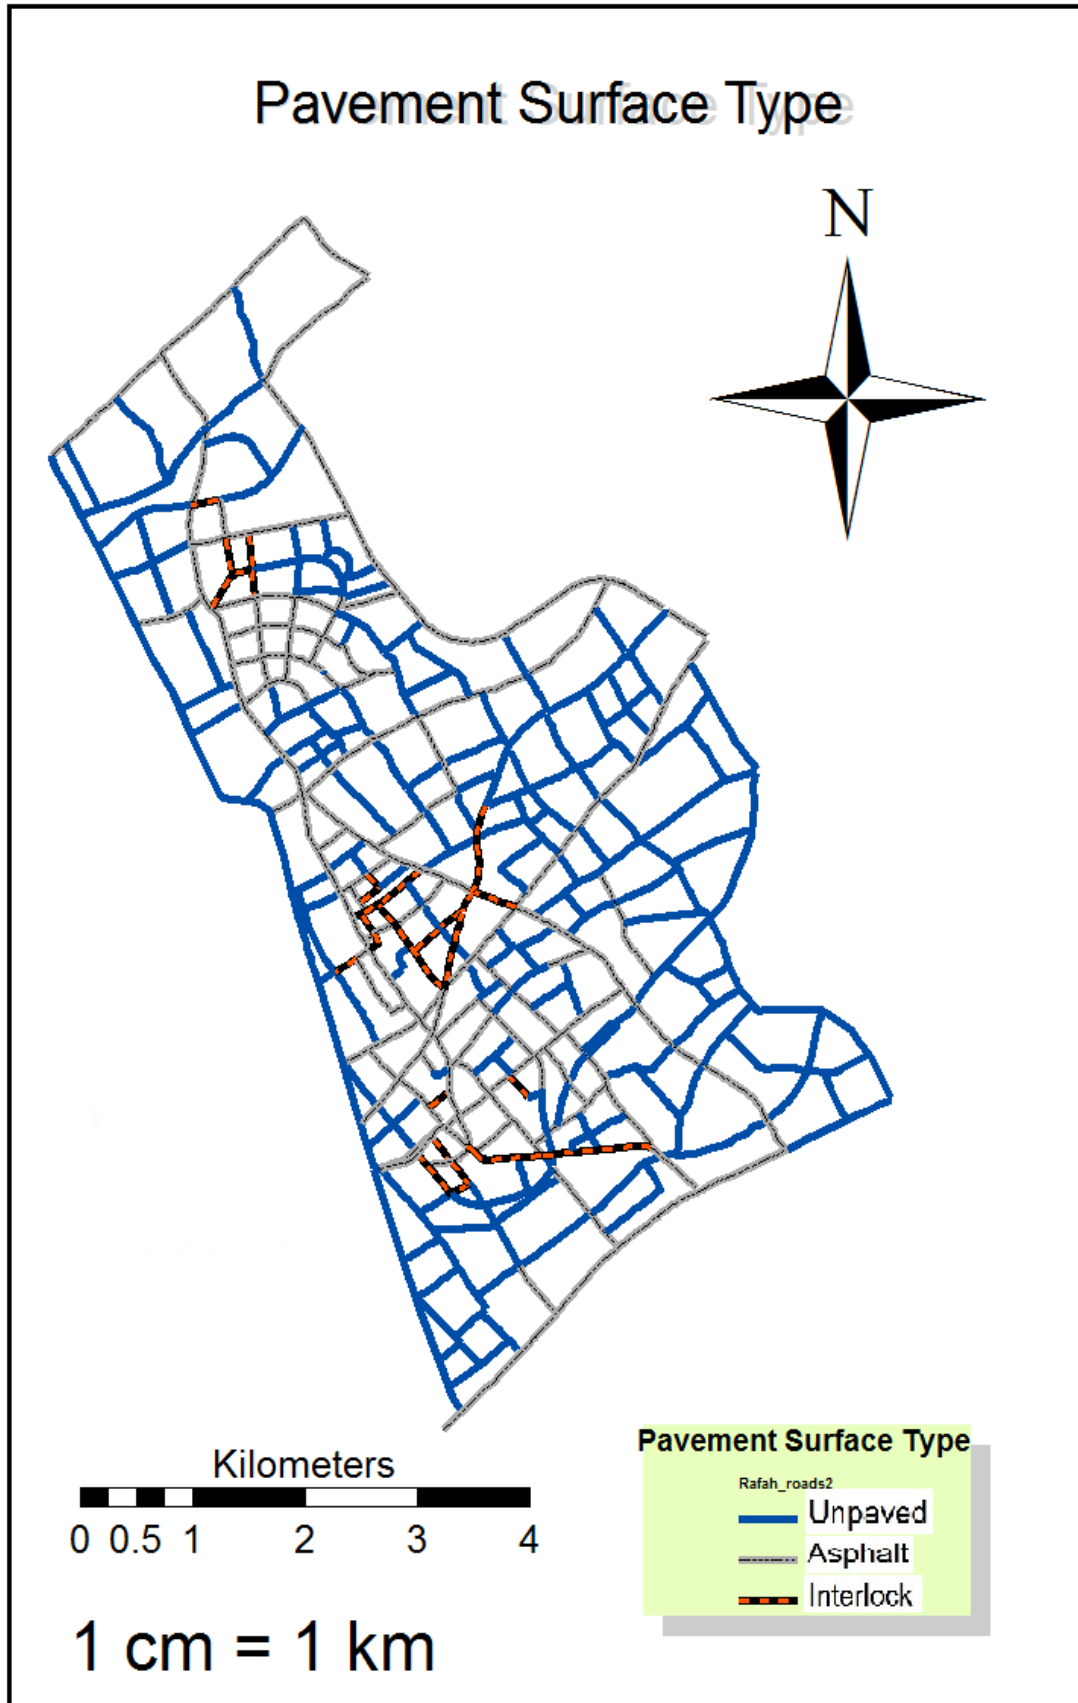 Pavement Surface Type
N
Kilometers
0 0.5 1 2 3 4
1 cm = 1 km
Pavement Surface Type
Rafah_roads2
Unpaved
Asphalt
Interlock